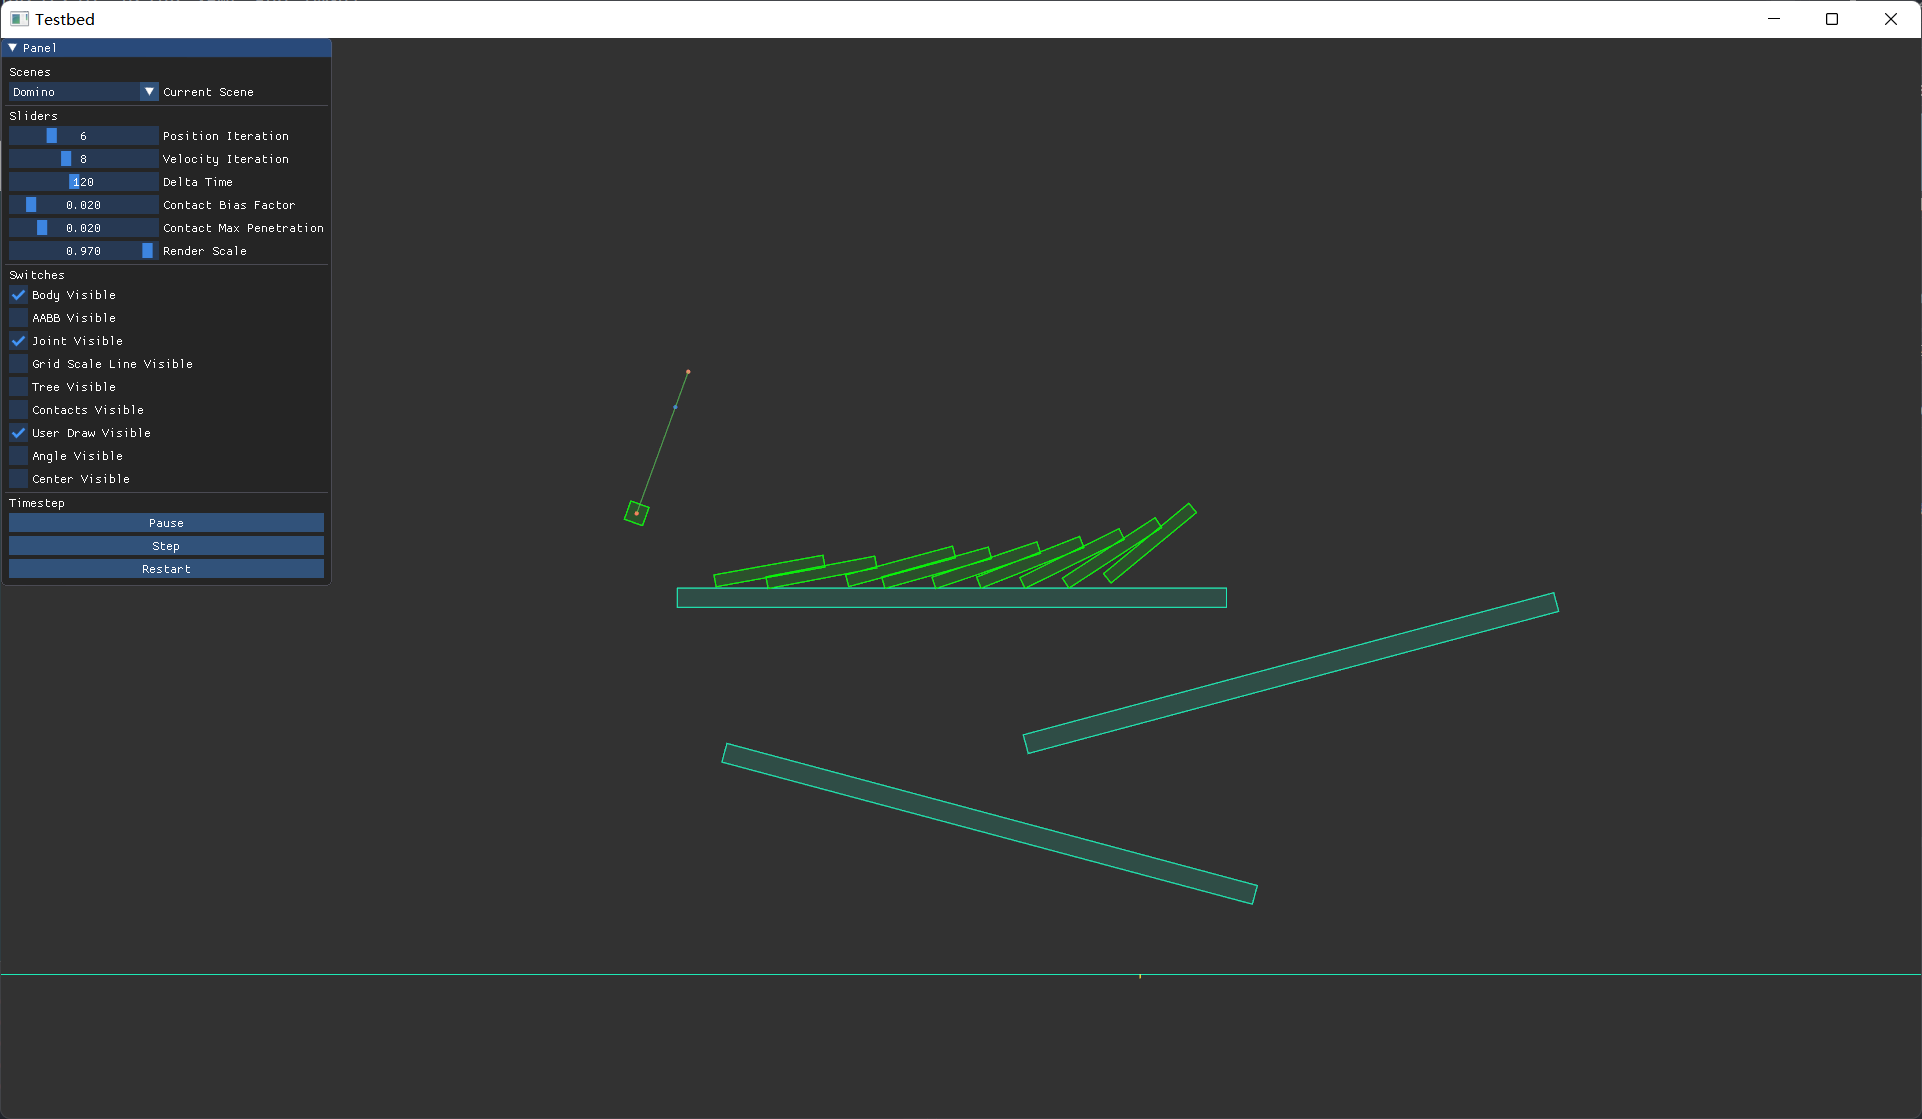 Testbed
Panel
Scenes
Domino Current Scene
Sliders
6 Position Iteration
8 Velocity Iteration
120 Delta Time
0.020 Contact Bias Factor
0.020 Contact Max Penetration
0.970 Render Scale
Switches
Body Visible
AABB Visible
Joint Visible
Grid Scale Line Visible
Tree Visible
Contacts Visible
User Draw Visible
Angle Visible
Center Visible
Timestep
Pause
Step
Restart